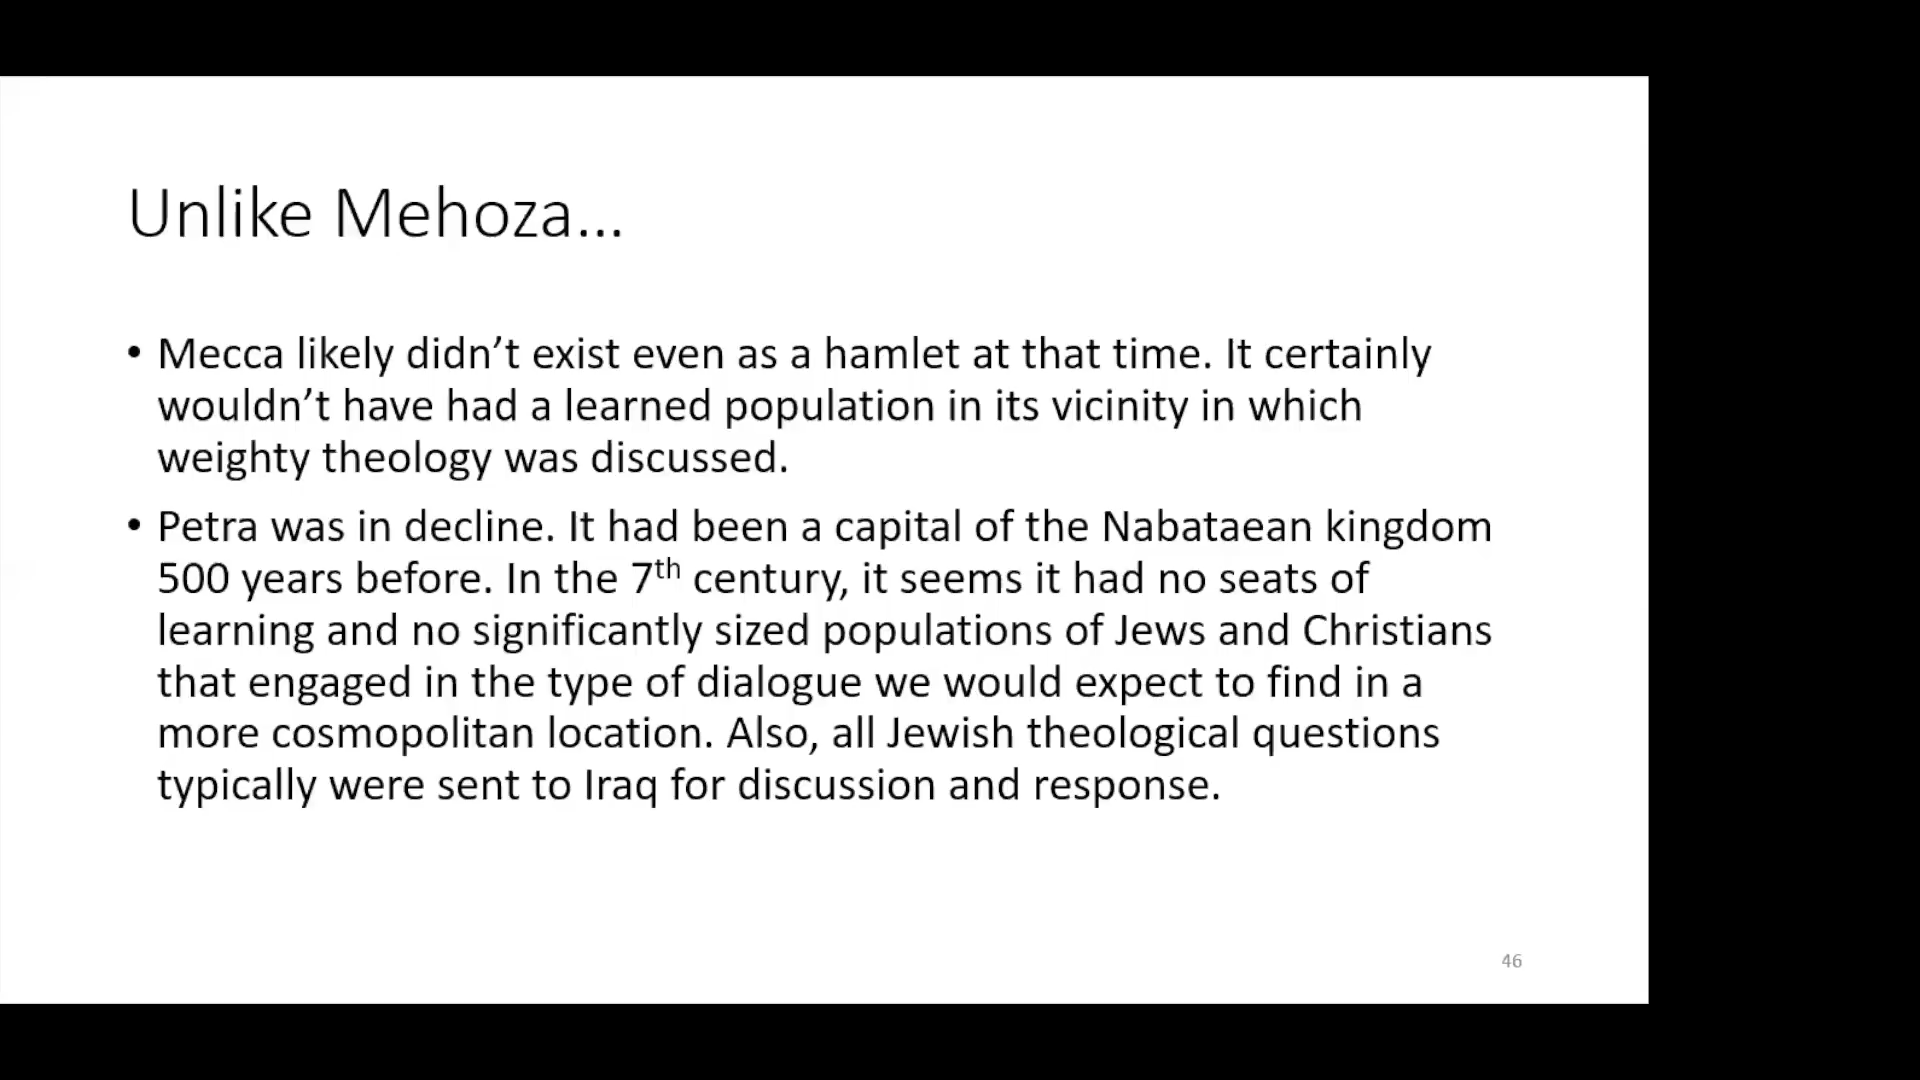 Unlike Mehoza...
• Mecca likely didn't exist even as a hamlet at that time. It certainly
wouldn't have had a learned population in its vicinity in which
weighty theology was discussed.
• Petra was in decline. It had been a capital of the Nabataean kingdom
500 years before. In the 7th century, it seems it had no seats of
learning and no significantly sized populations of Jews and Christians
that engaged in the type of dialogue we would expect to find in a
more cosmopolitan location. Also, all Jewish theological questions
typically were sent to Iraq for discussion and response.
46